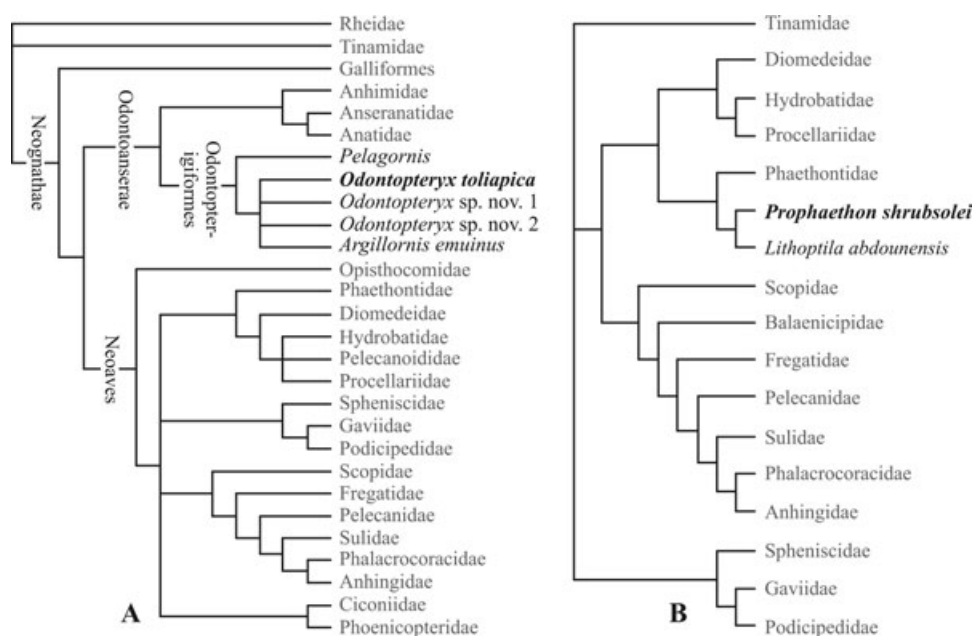 Rheidae
Tinamidae
Galliformes
Anhimidae
Anseranatidae
Anatidae
Pelagornis
Odontopteryx toliapica
Odontopteryx sp. nov. 1
Odontopteryx sp. nov. 2
Argillornis emuinus
Opisthocomidae
Phaethontidae
Diomedeidae
Hydrobatidae
Pelecanoididae
Procellariidae
Spheniscidae
Gaviidae
Podicipedidae
Scopidae
Fregatidae
Pelecanidae
Sulidae
Phalacrocoracidae
Anhingidae
Ciconiidae
Phoenicopteridae
Neognathae
Odontoanserae
Odontopter-
igiformes
Neoaves
A
Tinamidae
Diomedeidae
Hydrobatidae
Procellariidae
Phaethontidae
Prophaethon shrubsolei
Lithoptila abdounensis
Scopidae
Balaenicipidae
Fregatidae
Pelecanidae
Sulidae
Phalacrocoracidae
Anhingidae
Spheniscidae
Gaviidae
Podicipedidae
B